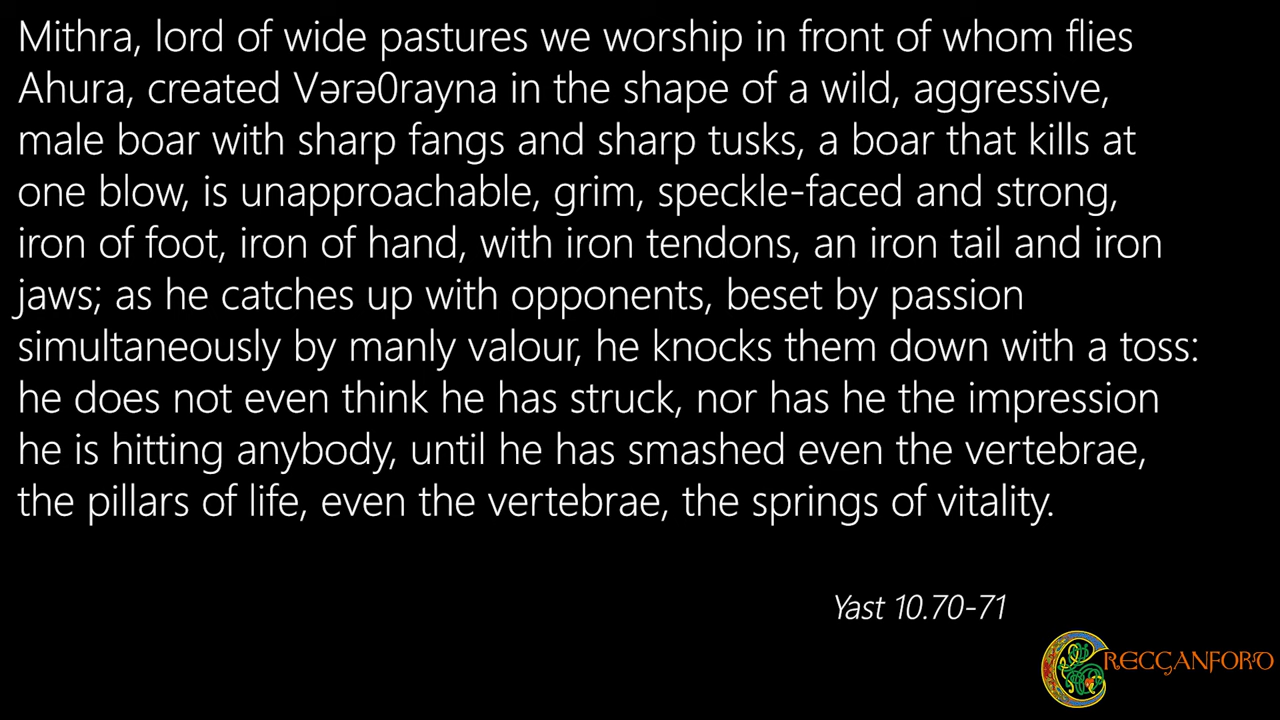 Mithra, lord of wide pastures we worship in front of whom flies
Ahura, created Vərə0rayna in the shape of a wild, aggressive,
male boar with sharp fangs and sharp tusks, a boar that kills at
one blow, is unapproachable, grim, speckle-faced and strong,
iron of foot, iron of hand, with iron tendons, an iron tail and iron
jaws; as he catches up with opponents, beset by passion
simultaneously by manly valour, he knocks them down with a toss:
he does not even think he has struck, nor has he the impression
he is hitting anybody, until he has smashed even the vertebrae,
the pillars of life, even the vertebrae, the springs of vitality.
Yast 10.70-71
CRECGANFORD